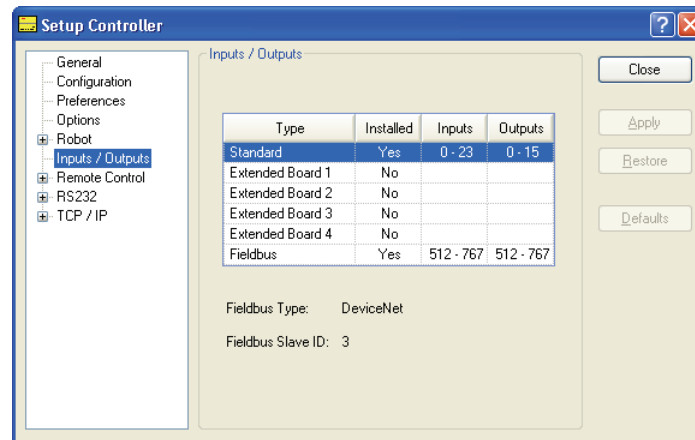 Setup Controller
General
Configuration
Preferences
Options
Robot
Inputs / Outputs
Remote Control
RS232
TCP / IP
Inputs / Outputs
Type Installed Inputs Outputs
Standard Yes 0 - 23 0 - 15
Extended Board 1 No
Extended Board 2 No
Extended Board 3 No
Extended Board 4 No
Fieldbus Yes 512 - 767 512 - 767
Fieldbus Type: DeviceNet
Fieldbus Slave ID: 3
Close
Apply
Restore
Defaults